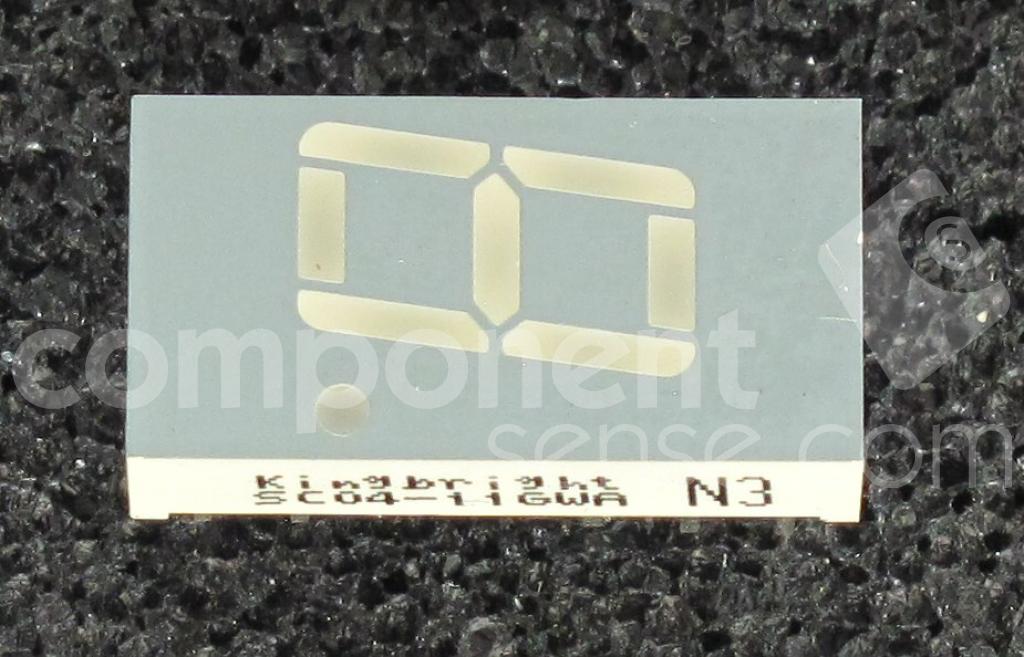 component
sense.com
Kingbright
SC04-11GWA N3